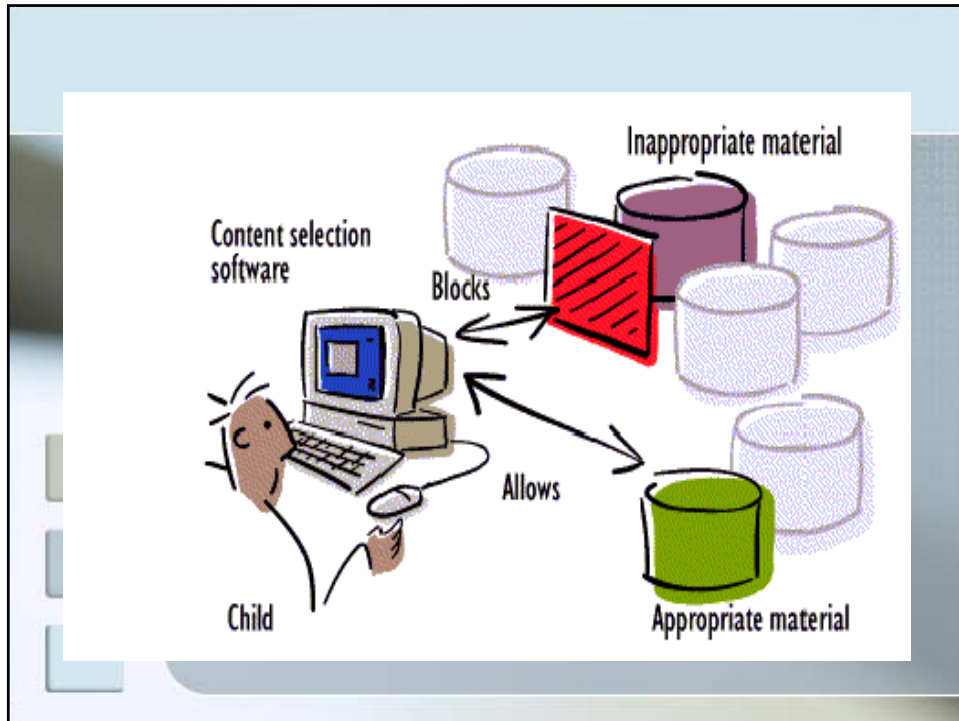 Inappropriate material
Content selection
software
Blocks
Allows
Child
Appropriate material